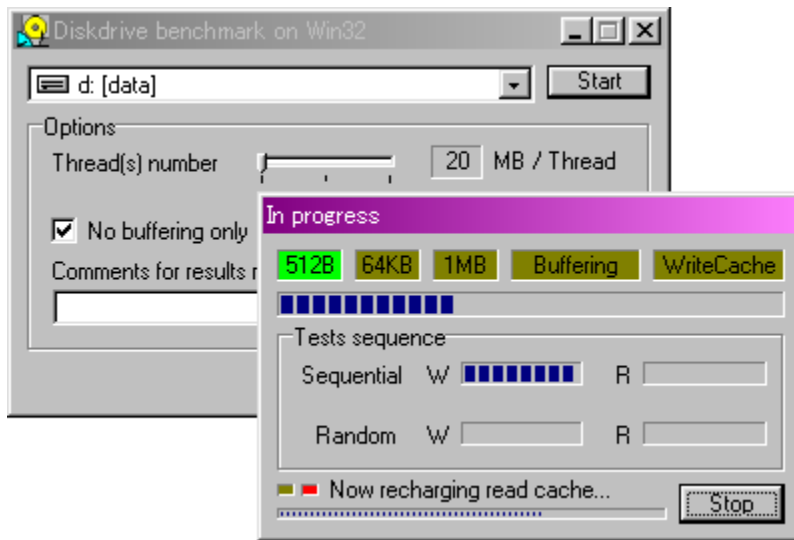 Diskdrive benchmark on Win32
d: [data]
Start
Options
Thread(s) number
20 MB / Thread
No buffering only
Comments for results r
In progress
512B 64KB 1MB Buffering WriteCache
Tests sequence
Sequential W R
Random W R
Now recharging read cache...
Stop